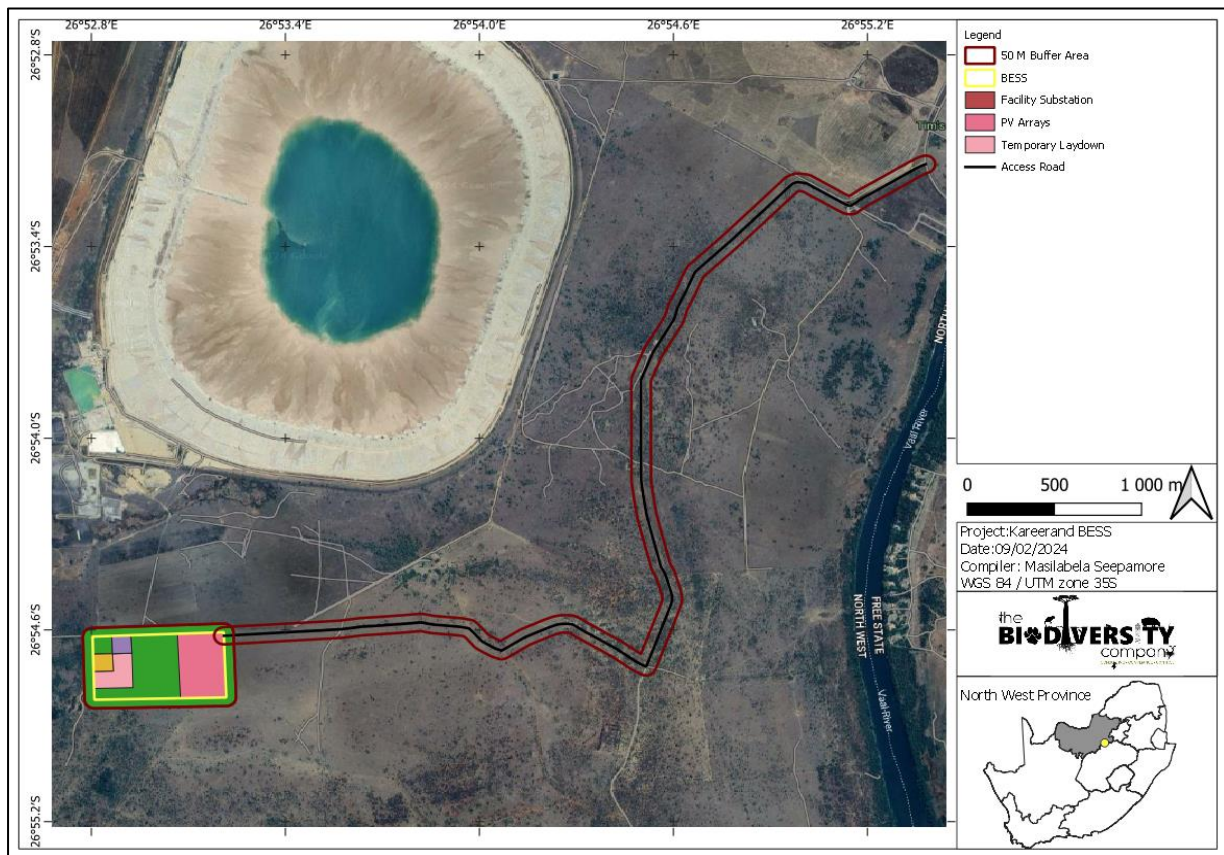 26°52.8'E 26°53.4'E 26°54.0'E 26°54.6'E 26°55.2'E
26°52.8'S
26°53.4'S
26°54.0'S
26°54.6'S
26°55.2'S
NORTH
Vaal River
FREE STATE
NORTH WEST
Vaal River
Legend
50 M Buffer Area
BESS
Facility Substation
PV Arrays
Temporary Laydown
Access Road
0 500 1 000 m
Project:Kareerand BESS
Date:09/02/2024
Compiler: Masilabela Seepamore
WGS 84 / UTM zone 35S
the
BIODIVERSITY
company
North West Province